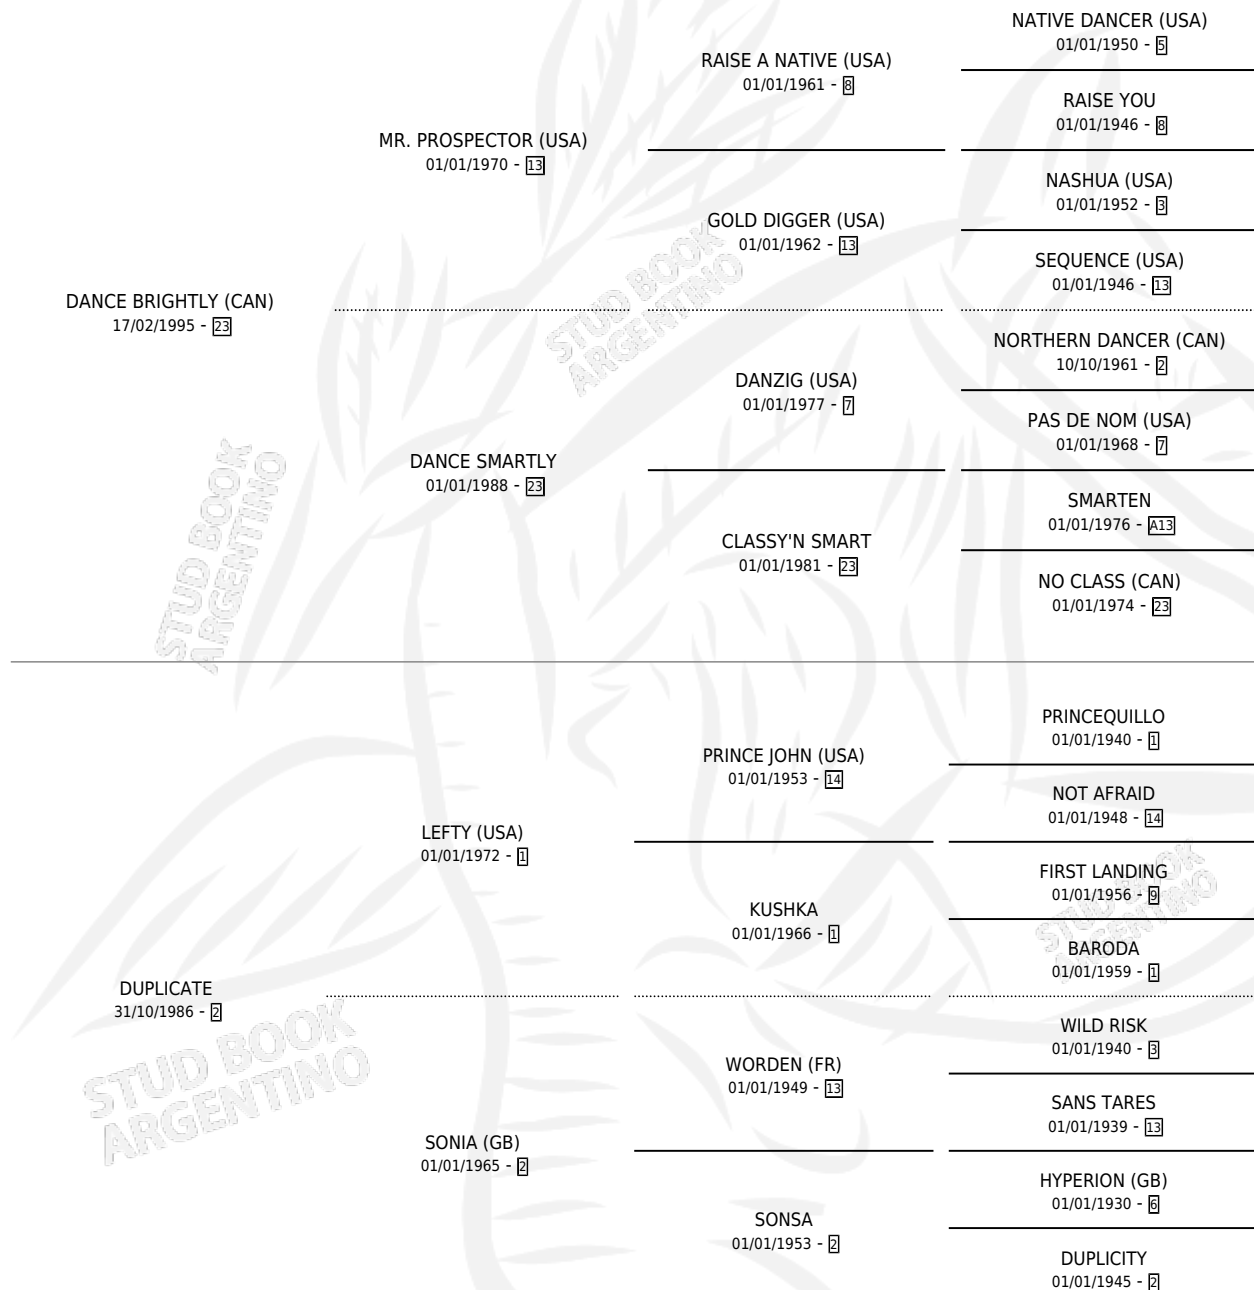 NATIVE DANCER (USA)
01/01/1950 - 5
RAISE A NATIVE (USA)
01/01/1961 - 8
RAISE YOU
01/01/1946 - 8
MR. PROSPECTOR (USA)
01/01/1970 - 13
NASHUA (USA)
01/01/1952 - 3
GOLD DIGGER (USA)
01/01/1962 - 13
SEQUENCE (USA)
01/01/1946 - 13
DANCE BRIGHTLY (CAN)
17/02/1995 - 23
NORTHERN DANCER (CAN)
10/10/1961 - 2
DANZIG (USA)
01/01/1977 - 7
PAS DE NOM (USA)
01/01/1968 - 7
DANCE SMARTLY
01/01/1988 - 23
SMARTEN
01/01/1976 - A13
CLASSY'N SMART
01/01/1981 - 23
NO CLASS (CAN)
01/01/1974 - 23
PRINCEQUILLO
01/01/1940 - 1
PRINCE JOHN (USA)
01/01/1953 - 14
NOT AFRAID
01/01/1948 - 14
LEFTY (USA)
01/01/1972 - 1
FIRST LANDING
01/01/1956 - 9
KUSHKA
01/01/1966 - 1
BARODA
01/01/1959 - 1
DUPLICATE
31/10/1986 - 2
WILD RISK
01/01/1940 - 3
WORDEN (FR)
01/01/1949 - 13
SANS TARES
01/01/1939 - 13
SONIA (GB)
01/01/1965 - 2
HYPERION (GB)
01/01/1930 - 6
SONSA
01/01/1953 - 2
DUPLICITY
01/01/1945 - 2
STUD BOOK
ARGENTINO
STUD BOOK
ARGENTINO
STUD BOOK
ARGENTINO
STUD BOOK
ARGENTINO